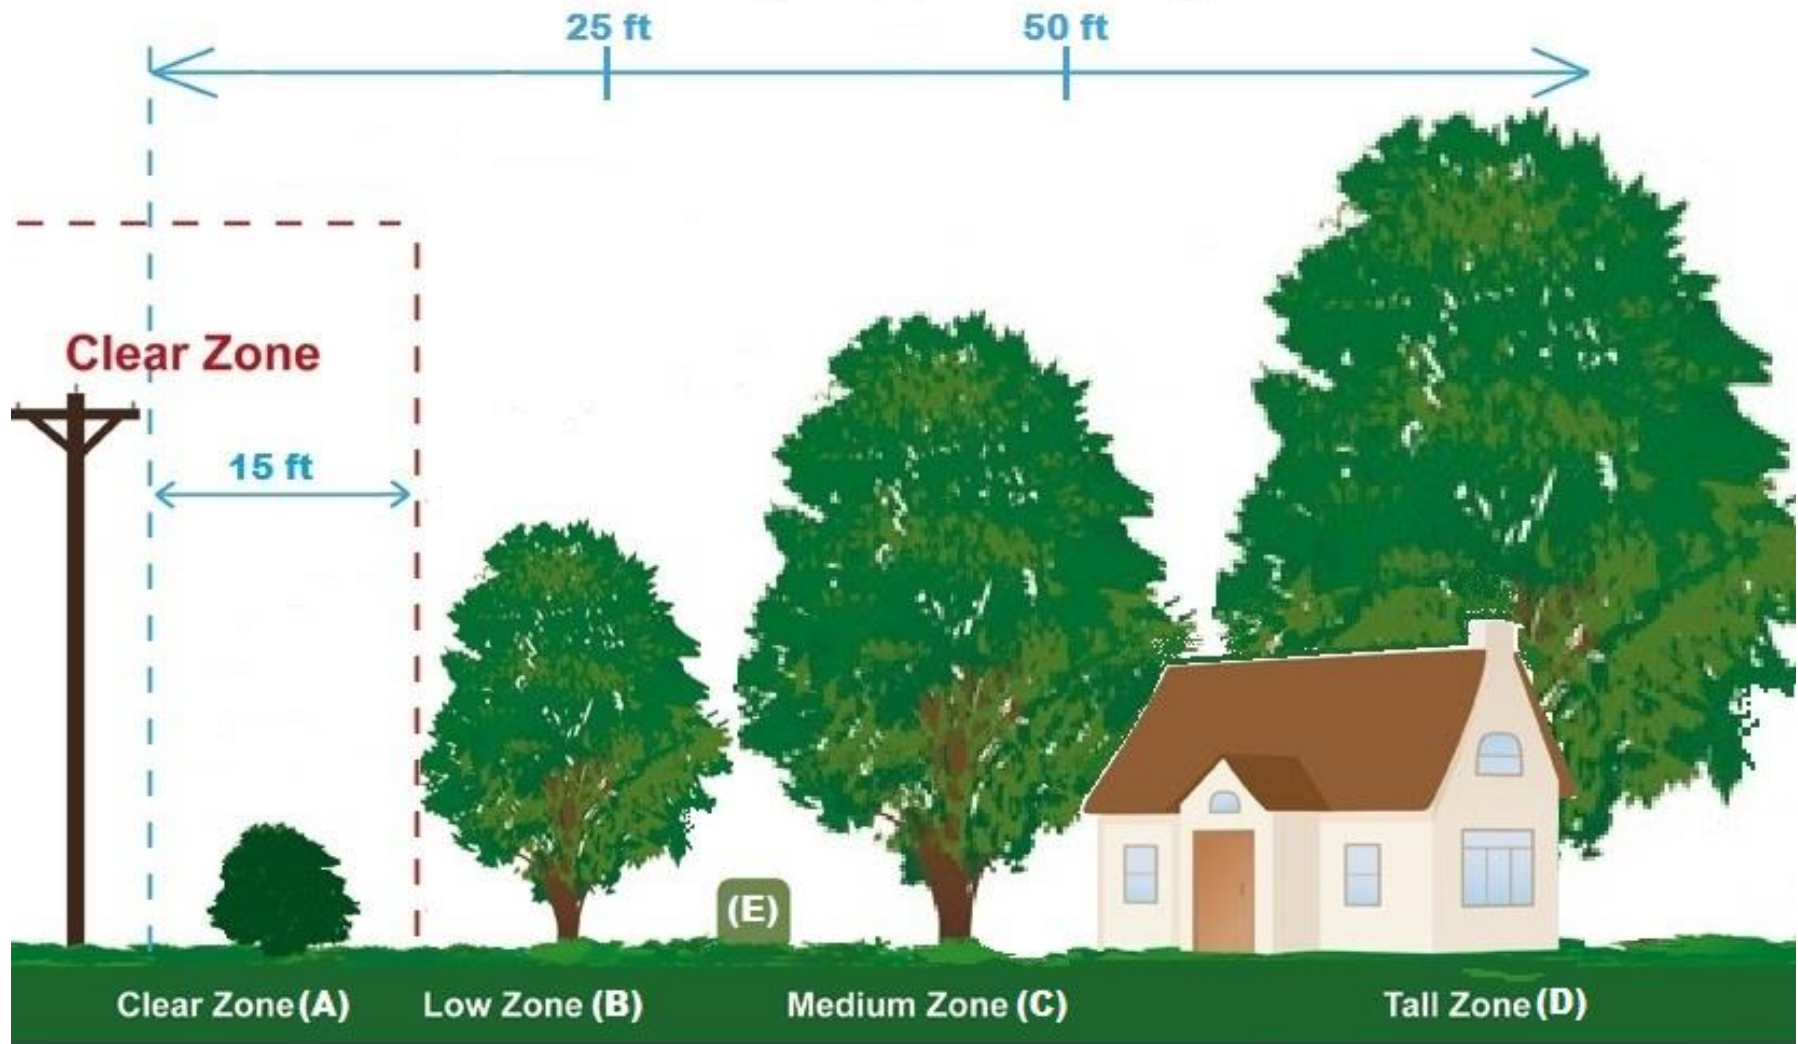 25 ft
50 ft
Clear Zone
15 ft
(E)
Clear Zone (A)
Low Zone (B)
Medium Zone (C)
Tall Zone (D)